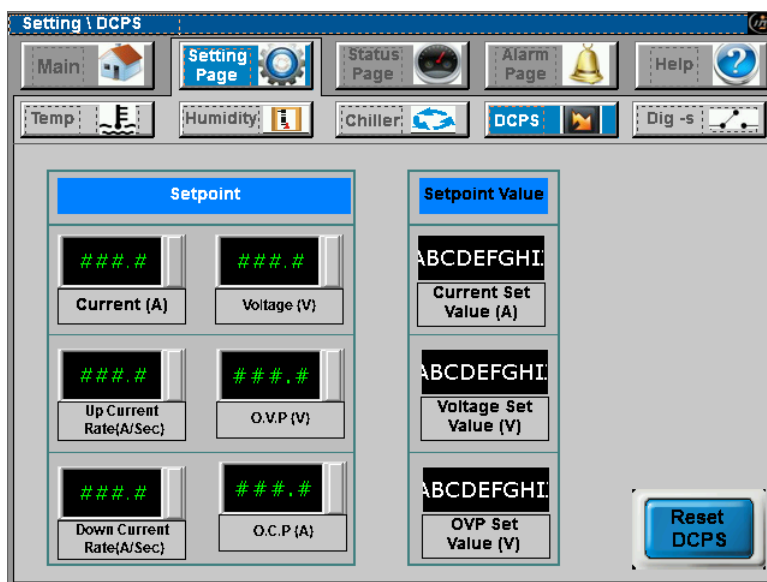 Setting \ DCPS
Main
Setting
Page
Status
Page
Alarm
Page
Help
Temp
Humidity
Chiller
DCPS
Dig -s
Setpoint
Setpoint Value
###.#
###.#
ABCDEFGHI
Current (A)
Voltage (V)
Current Set
Value (A)
###.#
###.#
ABCDEFGHI
Up Current
Rate(A/Sec)
O.V.P (V)
Voltage Set
Value (V)
###.#
###.#
ABCDEFGHI
Down Current
Rate(A/Sec)
O.C.P (A)
OVP Set
Value (V)
Reset
DCPS